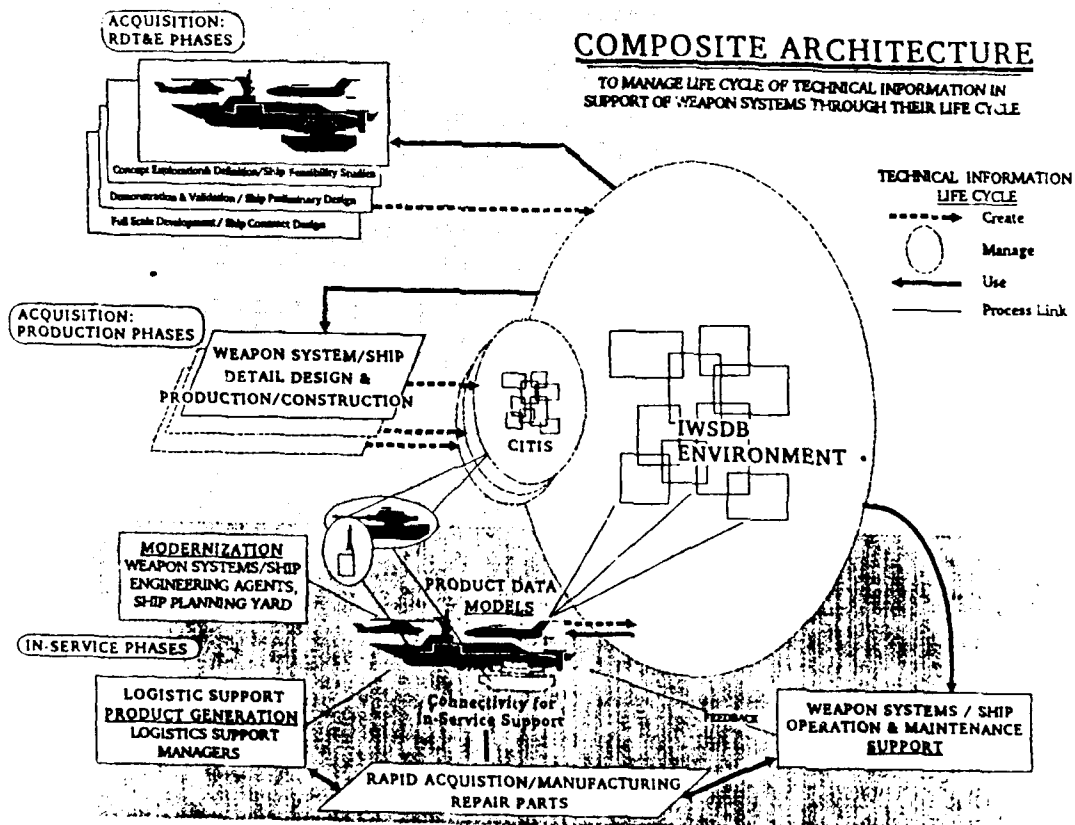 ACQUISITION:
RDT&E PHASES
COMPOSITE ARCHITECTURE
TO MANAGE LIFE CYCLE OF TECHNICAL INFORMATION IN
SUPPORT OF WEAPON SYSTEMS THROUGH THEIR LIFE CYCLE
Concept Exploration& Definition/Ship Feasibility Studies
Demonstration & Validation / Ship Preliminary Design
Full Scale Development / Ship Contract Design
TECHNICAL INFORMATION
LIFE CYCLE
Create
Manage
Use
Process Link
ACQUISITION:
PRODUCTION PHASES
WEAPON SYSTEM/SHIP
DETAIL DESIGN &
PRODUCTION/CONSTRUCTION
CITIS
IWSDB
ENVIRONMENT
MODERNIZATION
WEAPON SYSTEMS/SHIP
ENGINEERING AGENTS,
SHIP PLANNING YARD
PRODUCT DATA
MODELS
IN-SERVICE PHASES
LOGISTIC SUPPORT
PRODUCT GENERATION
LOGISTICS SUPPORT
MANAGERS
Connectivity for
In-Service Support
FEEDBACK
WEAPON SYSTEMS / SHIP
OPERATION & MAINTENANCE
SUPPORT
RAPID ACQUISTION/MANUFACTURING
REPAIR PARTS